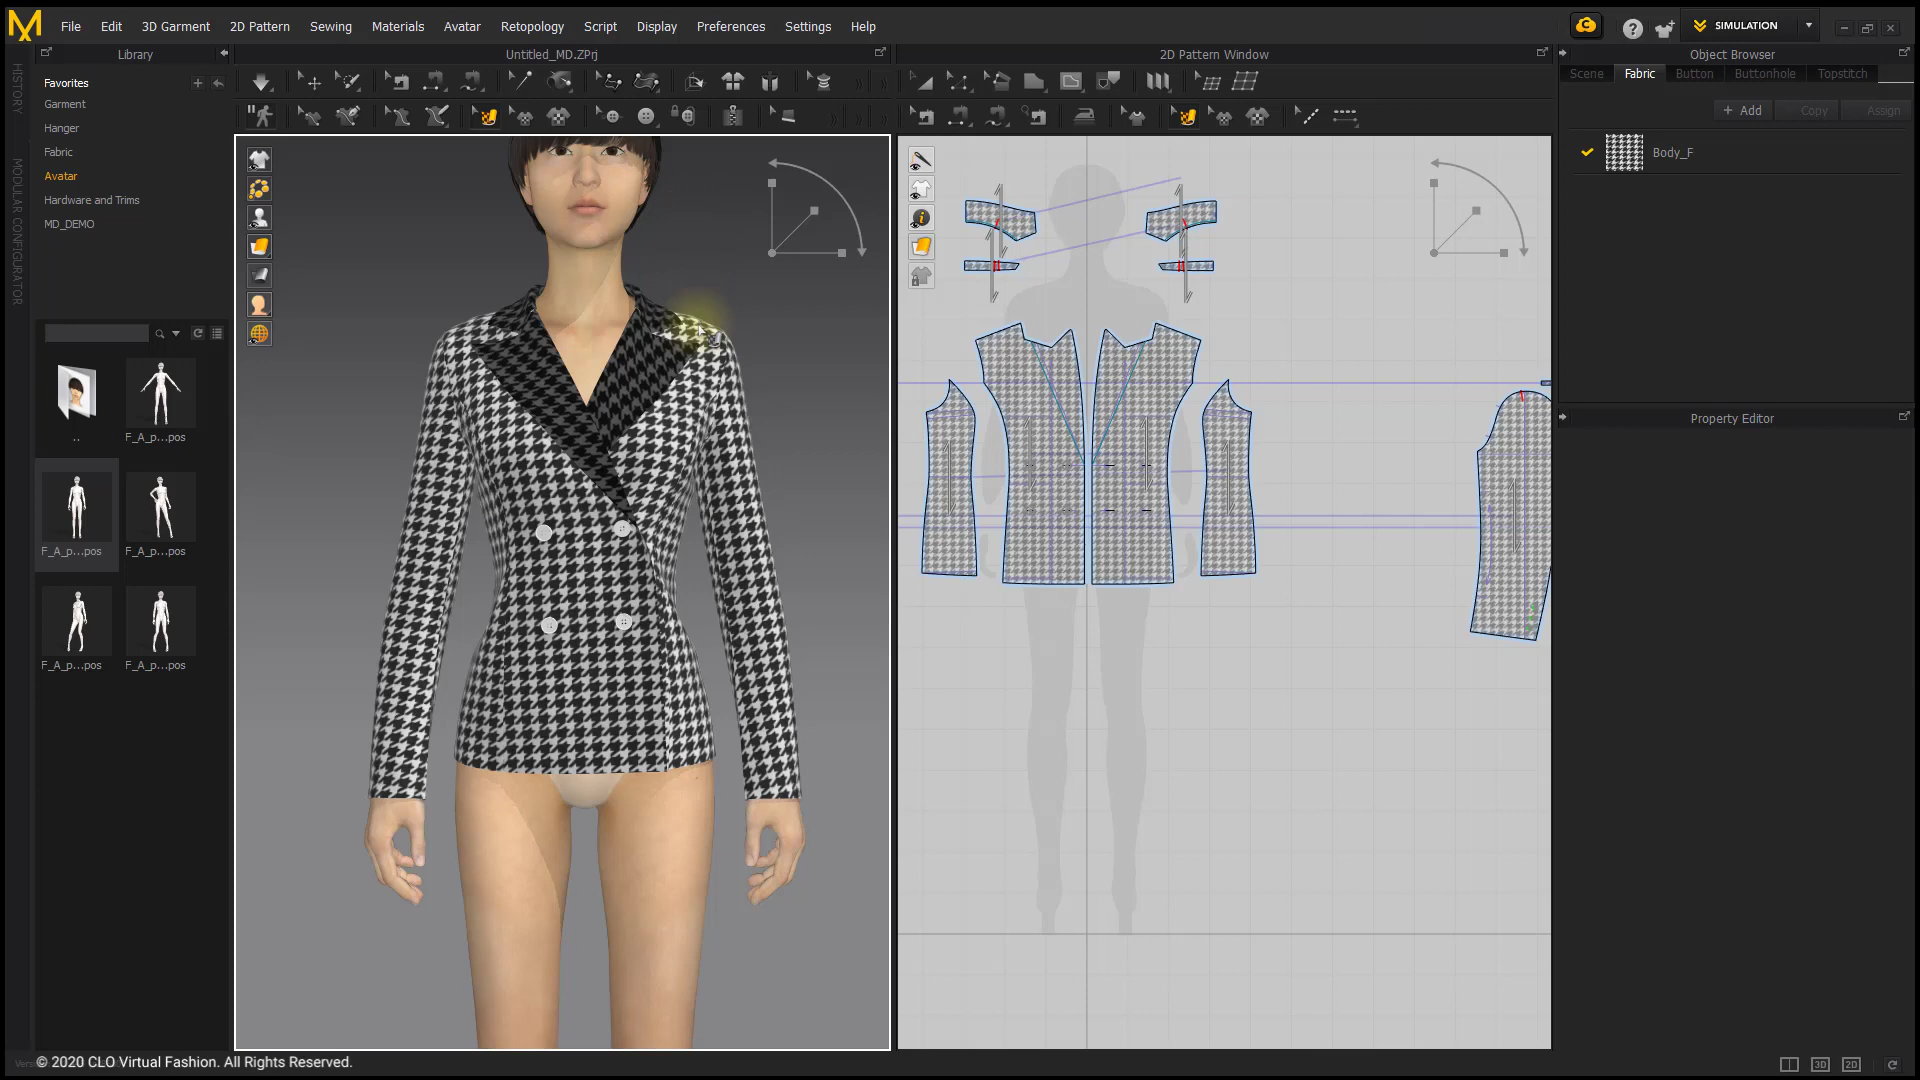 File Edit 3D Garment 2D Pattern Sewing Materials Avatar Retopology Script Display Preferences Settings Help
SIMULATION
Library
Untitled_MD.ZPrj
2D Pattern Window
Object Browser
HISTORY
MODULAR CONFIGURATOR
Favorites
Garment
Hanger
Fabric
Avatar
Hardware and Trims
MD_DEMO
..
F_A_p...pos
F_A_p...pos
F_A_p...pos
F_A_p...pos
F_A_p...pos
Scene Fabric Button Buttonhole Topstitch
+ Add Copy Assign
Body_F
Property Editor
© 2020 CLO Virtual Fashion. All Rights Reserved.
3D 2D